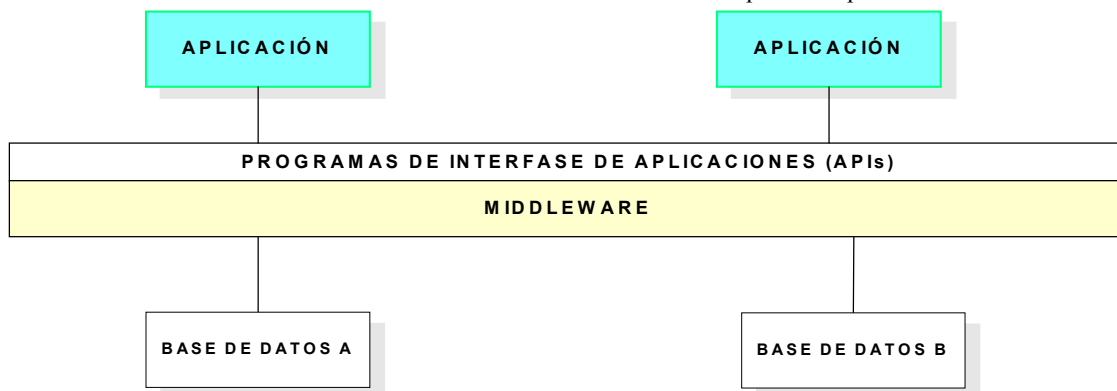 APLICACIÓN
APLICACIÓN
PROGRAMAS DE INTERFASE DE APLICACIONES (APIs)
MIDDLEWARE
BASE DE DATOS A
BASE DE DATOS B